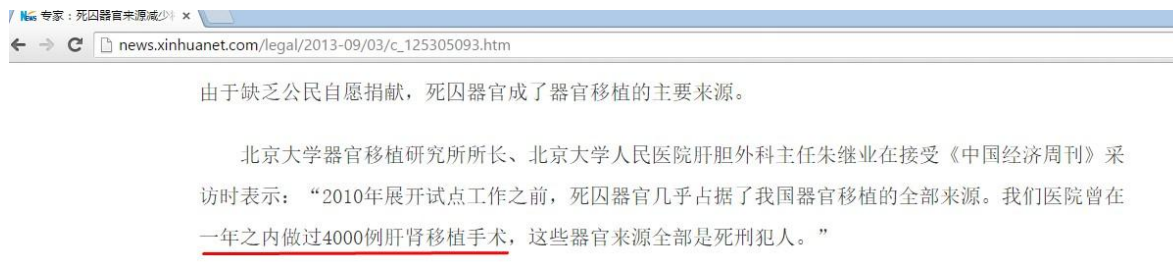 专家：死囚器官来源减少
news.xinhuanet.com/legal/2013-09/03/c_125305093.htm
由于缺乏公民自愿捐献，死囚器官成了器官移植的主要来源。
北京大学器官移植研究所所长、北京大学人民医院肝胆外科主任朱继业在接受《中国经济周刊》采
访时表示：“2010年展开试点工作之前，死囚器官几乎占据了我国器官移植的全部来源。我们医院曾在
一年之内做过4000例肝肾移植手术，这些器官来源全部是死刑犯人。”